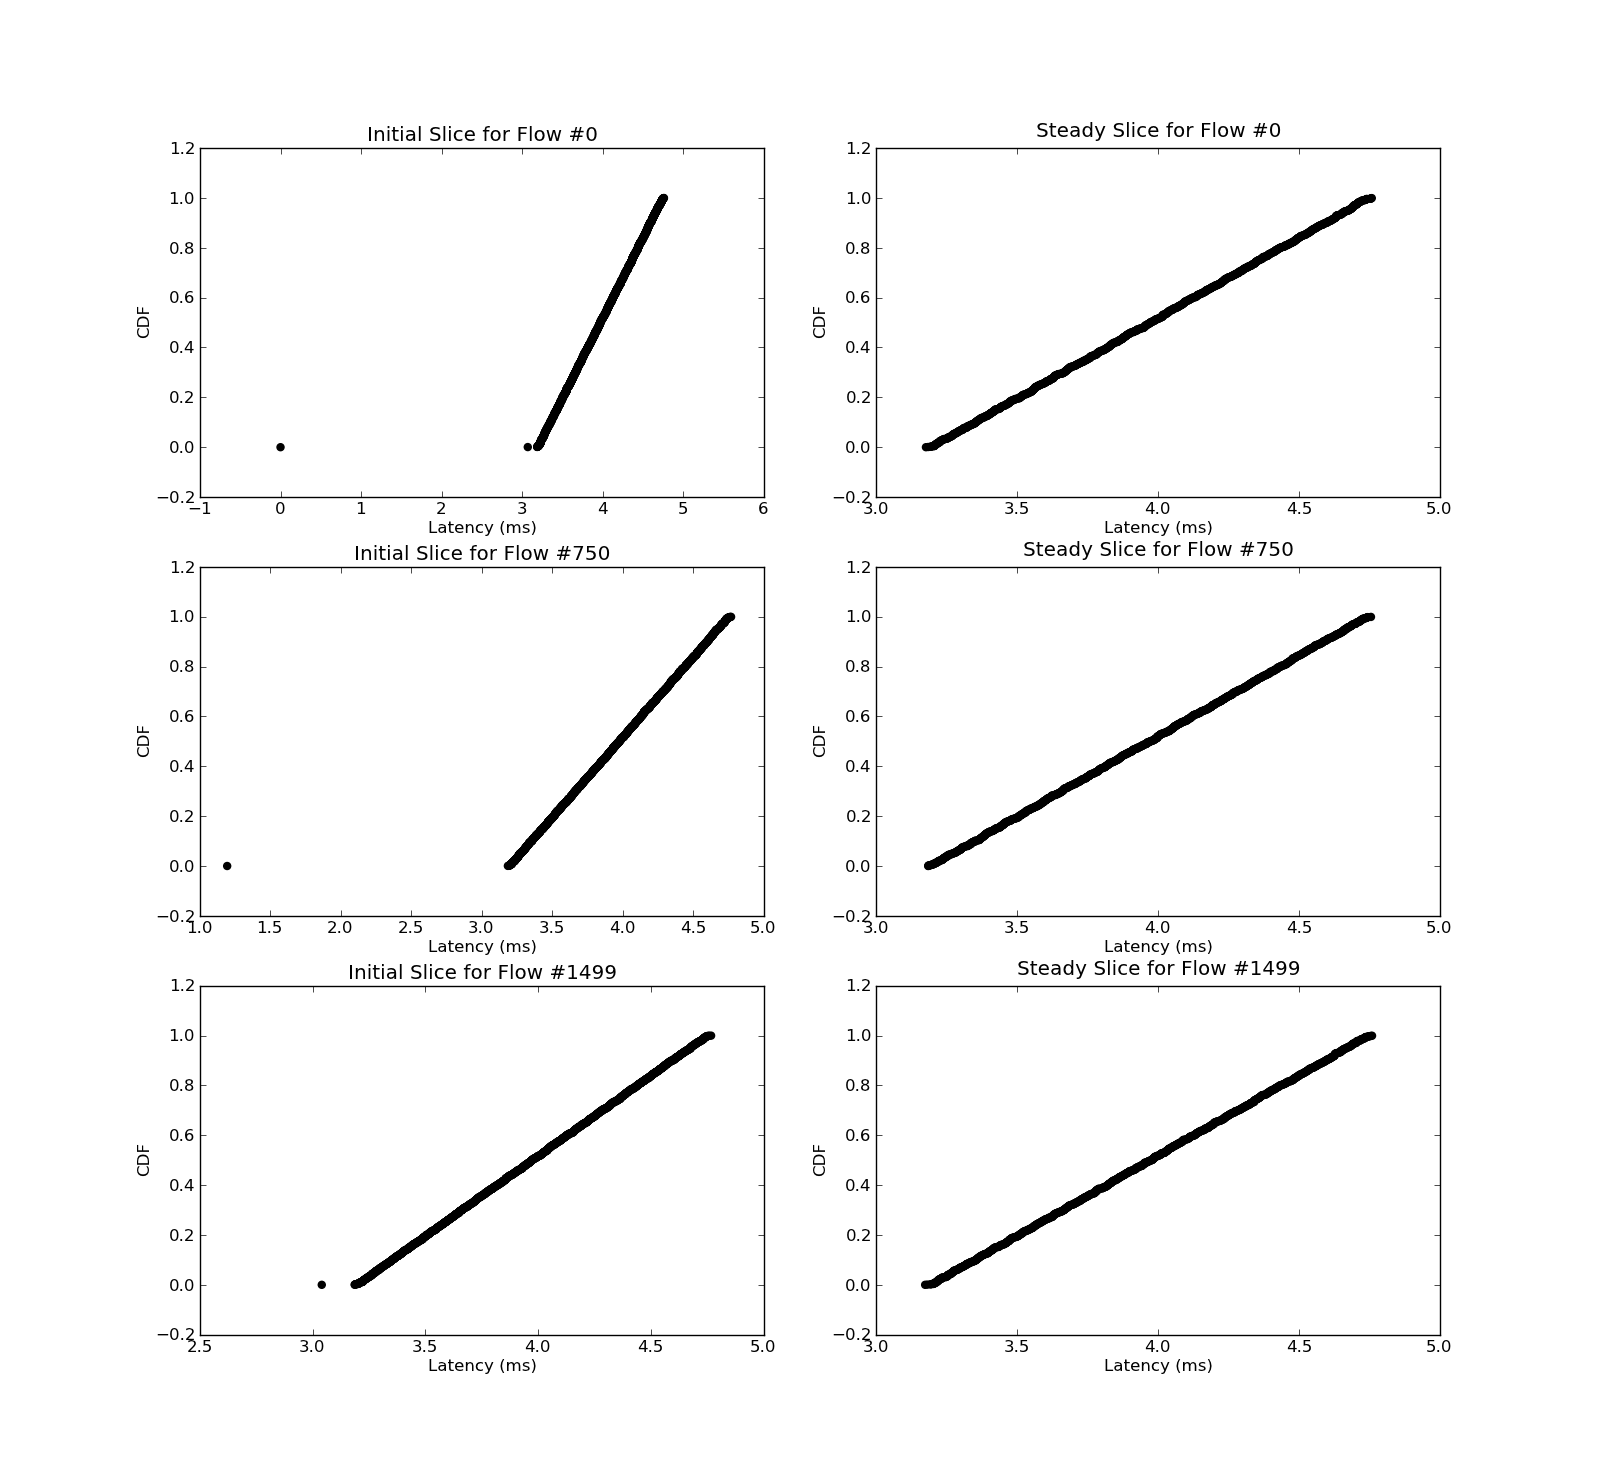 Initial Slice for Flow #0
1.2
1.0
0.8
0.6
0.4
0.2
0.0
−0.2
CDF
−1 0 1 2 3 4 5 6
Latency (ms)
Steady Slice for Flow #0
1.2
1.0
0.8
0.6
0.4
0.2
0.0
−0.2
CDF
3.0 3.5 4.0 4.5 5.0
Latency (ms)
Initial Slice for Flow #750
1.2
1.0
0.8
0.6
0.4
0.2
0.0
−0.2
CDF
1.0 1.5 2.0 2.5 3.0 3.5 4.0 4.5 5.0
Latency (ms)
Steady Slice for Flow #750
1.2
1.0
0.8
0.6
0.4
0.2
0.0
−0.2
CDF
3.0 3.5 4.0 4.5 5.0
Latency (ms)
Initial Slice for Flow #1499
1.2
1.0
0.8
0.6
0.4
0.2
0.0
−0.2
CDF
2.5 3.0 3.5 4.0 4.5 5.0
Latency (ms)
Steady Slice for Flow #1499
1.2
1.0
0.8
0.6
0.4
0.2
0.0
−0.2
CDF
3.0 3.5 4.0 4.5 5.0
Latency (ms)